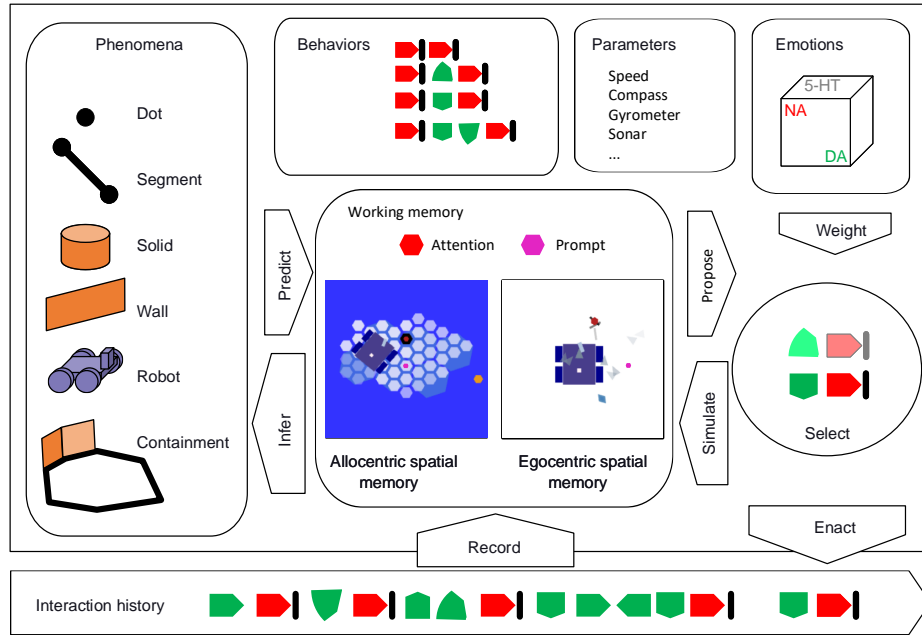 Phenomena
Dot
Segment
Solid
Wall
Robot
Containment
Behaviors
Parameters
Speed
Compass
Gyrometer
Sonar
...
Emotions
5-HT
NA
DA
Predict
Infer
Working memory
Attention
Prompt
Allocentric spatial
memory
Egocentric spatial
memory
Propose
Simulate
Weight
Select
Enact
Record
Interaction history